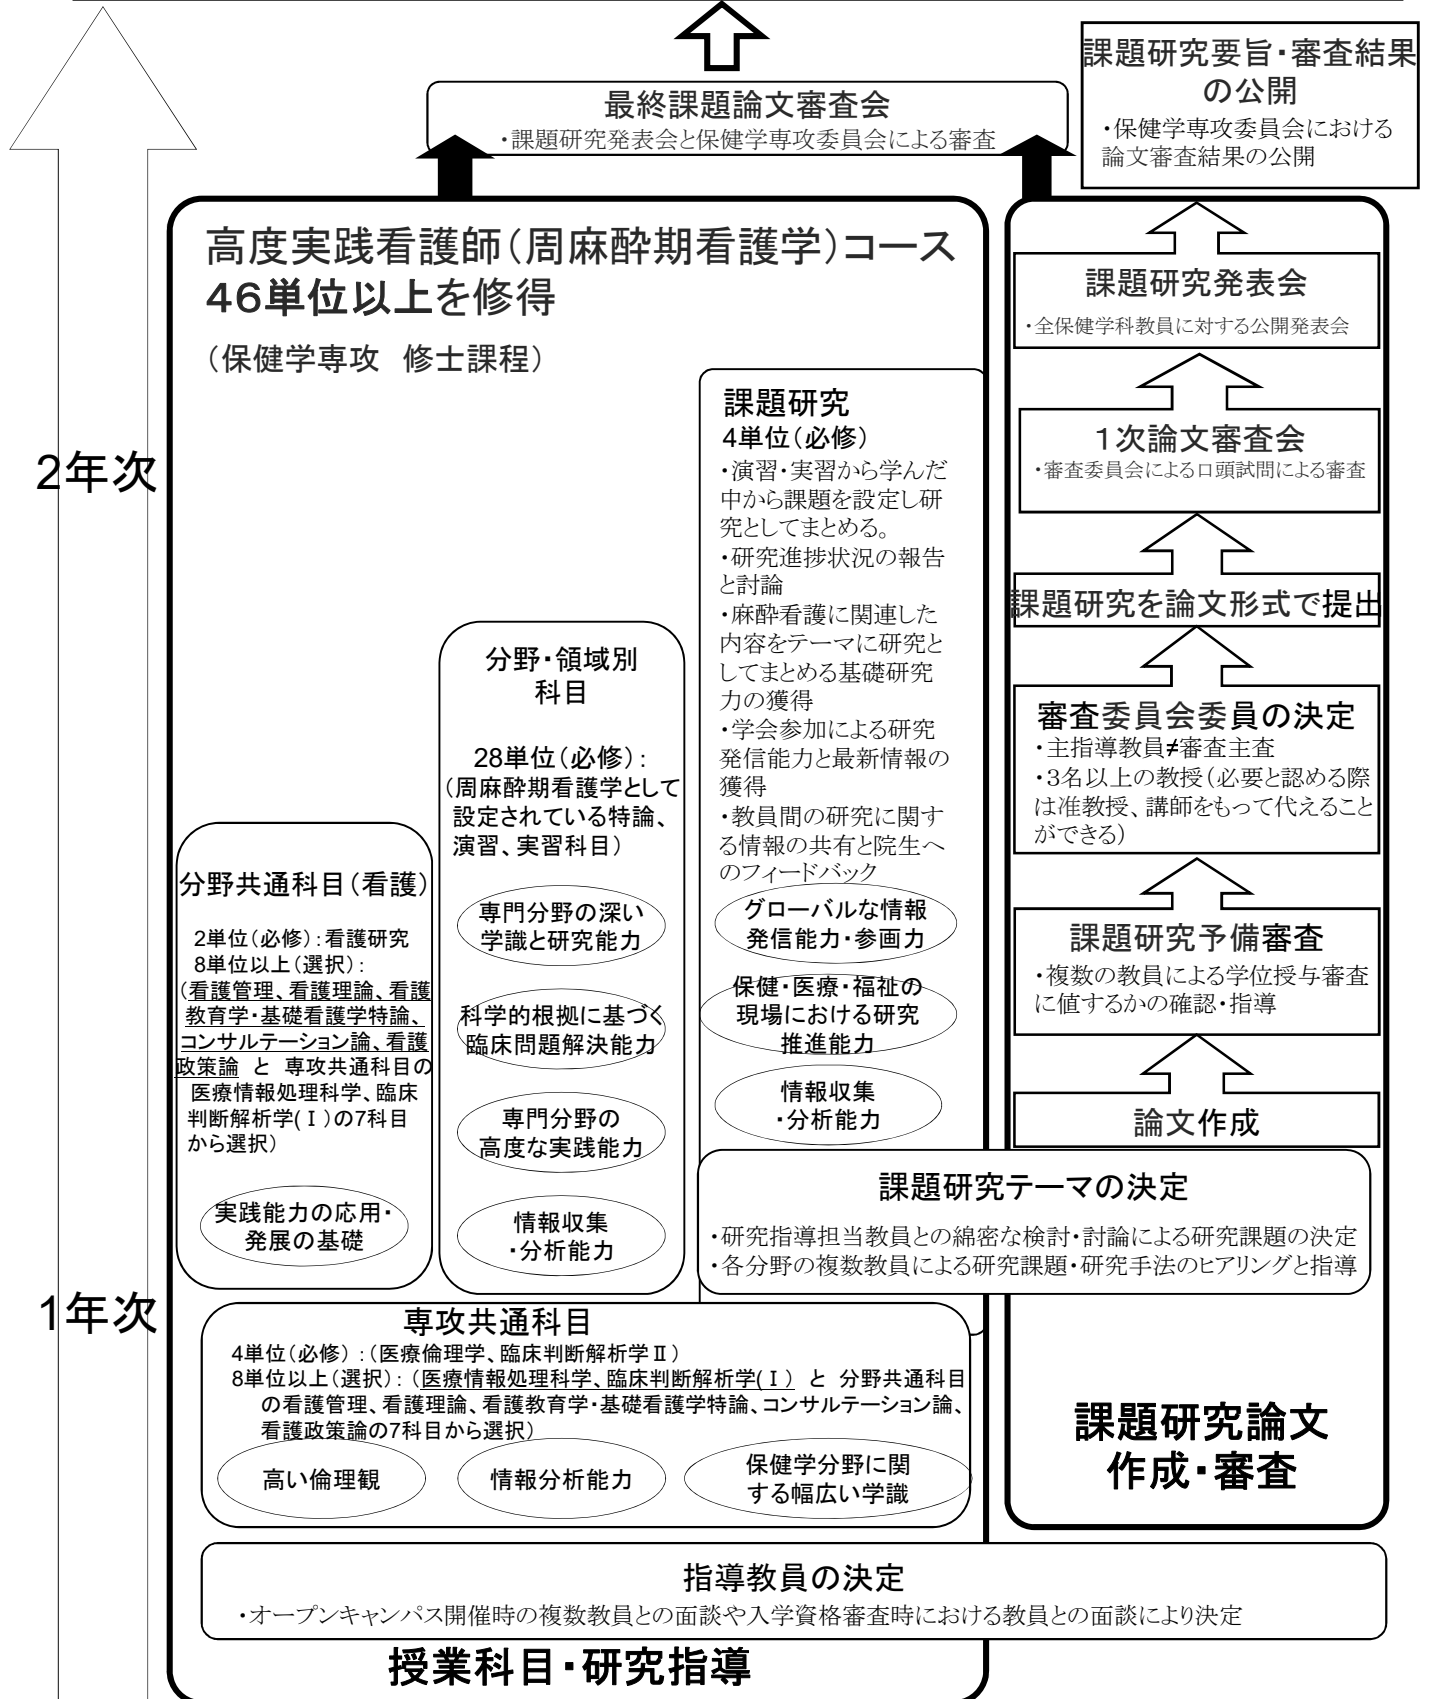 課題研究要旨・審査結果
の公開
・保健学専攻委員会における
論文審査結果の公開
最終課題論文審査会
・課題研究発表会と保健学専攻委員会による審査
高度実践看護師(周麻酔期看護学)コース
46単位以上を修得
(保健学専攻 修士課程)
2年次
1年次
課題研究
4単位(必修)
・演習・実習から学んだ
中から課題を設定し研
究としてまとめる。
・研究進捗状況の報告
と討論
・麻酔看護に関連した
内容をテーマに研究と
してまとめる基礎研究
力の獲得
・学会参加による研究
発信能力と最新情報の
獲得
・教員間の研究に関す
る情報の共有と院生へ
のフィードバック
グローバルな情報
発信能力・参画力
保健・医療・福祉の
現場における研究
推進能力
情報収集
・分析能力
分野・領域別
科目
28単位(必修):
(周麻酔期看護学として
設定されている特論、
演習、実習科目)
専門分野の深い
学識と研究能力
科学的根拠に基づく
臨床問題解決能力
専門分野の
高度な実践能力
情報収集
・分析能力
分野共通科目(看護)
2単位(必修):看護研究
8単位以上(選択):
(看護管理、看護理論、看護
教育学・基礎看護学特論、
コンサルテーション論、看護
政策論 と 専攻共通科目の
医療情報処理科学、臨床
判断解析学(Ⅰ)の7科目
から選択)
実践能力の応用・
発展の基礎
専攻共通科目
4単位(必修):(医療倫理学、臨床判断解析学Ⅱ)
8単位以上(選択):(医療情報処理科学、臨床判断解析学(Ⅰ) と 分野共通科目
の看護管理、看護理論、看護教育学・基礎看護学特論、コンサルテーション論、
看護政策論の7科目から選択)
高い倫理観
情報分析能力
保健学分野に関
する幅広い学識
課題研究発表会
・全保健学科教員に対する公開発表会
1次論文審査会
・審査委員会による口頭試問による審査
課題研究を論文形式で提出
審査委員会委員の決定
・主指導教員≠審査主査
・3名以上の教授(必要と認める際
は准教授、講師をもって代えること
ができる)
課題研究予備審査
・複数の教員による学位授与審査
に値するかの確認・指導
論文作成
課題研究テーマの決定
・研究指導担当教員との綿密な検討・討論による研究課題の決定
・各分野の複数教員による研究課題・研究手法のヒアリングと指導
課題研究論文
作成・審査
指導教員の決定
・オープンキャンパス開催時の複数教員との面談や入学資格審査時における教員との面談により決定
授業科目・研究指導